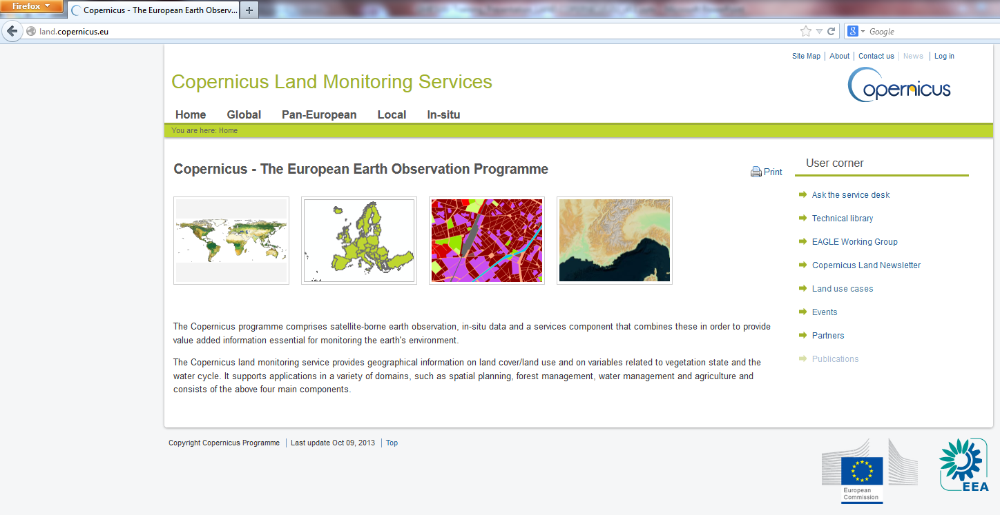 Firefox
Copernicus - The European Earth Observ...
land.copernicus.eu
Google
Site Map | About | Contact us | News | Log in
Copernicus Land Monitoring Services
Copernicus
Home Global Pan-European Local In-situ
You are here: Home
Copernicus - The European Earth Observation Programme
Print
The Copernicus programme comprises satellite-borne earth observation, in-situ data and a services component that combines these in order to provide
value added information essential for monitoring the earth's environment.
The Copernicus land monitoring service provides geographical information on land cover/land use and on variables related to vegetation state and the
water cycle. It supports applications in a variety of domains, such as spatial planning, forest management, water management and agriculture and
consists of the above four main components.
User corner
Ask the service desk
Technical library
EAGLE Working Group
Copernicus Land Newsletter
Land use cases
Events
Partners
Publications
Copyright Copernicus Programme | Last update Oct 09, 2013 | Top
European
Commission
EEA